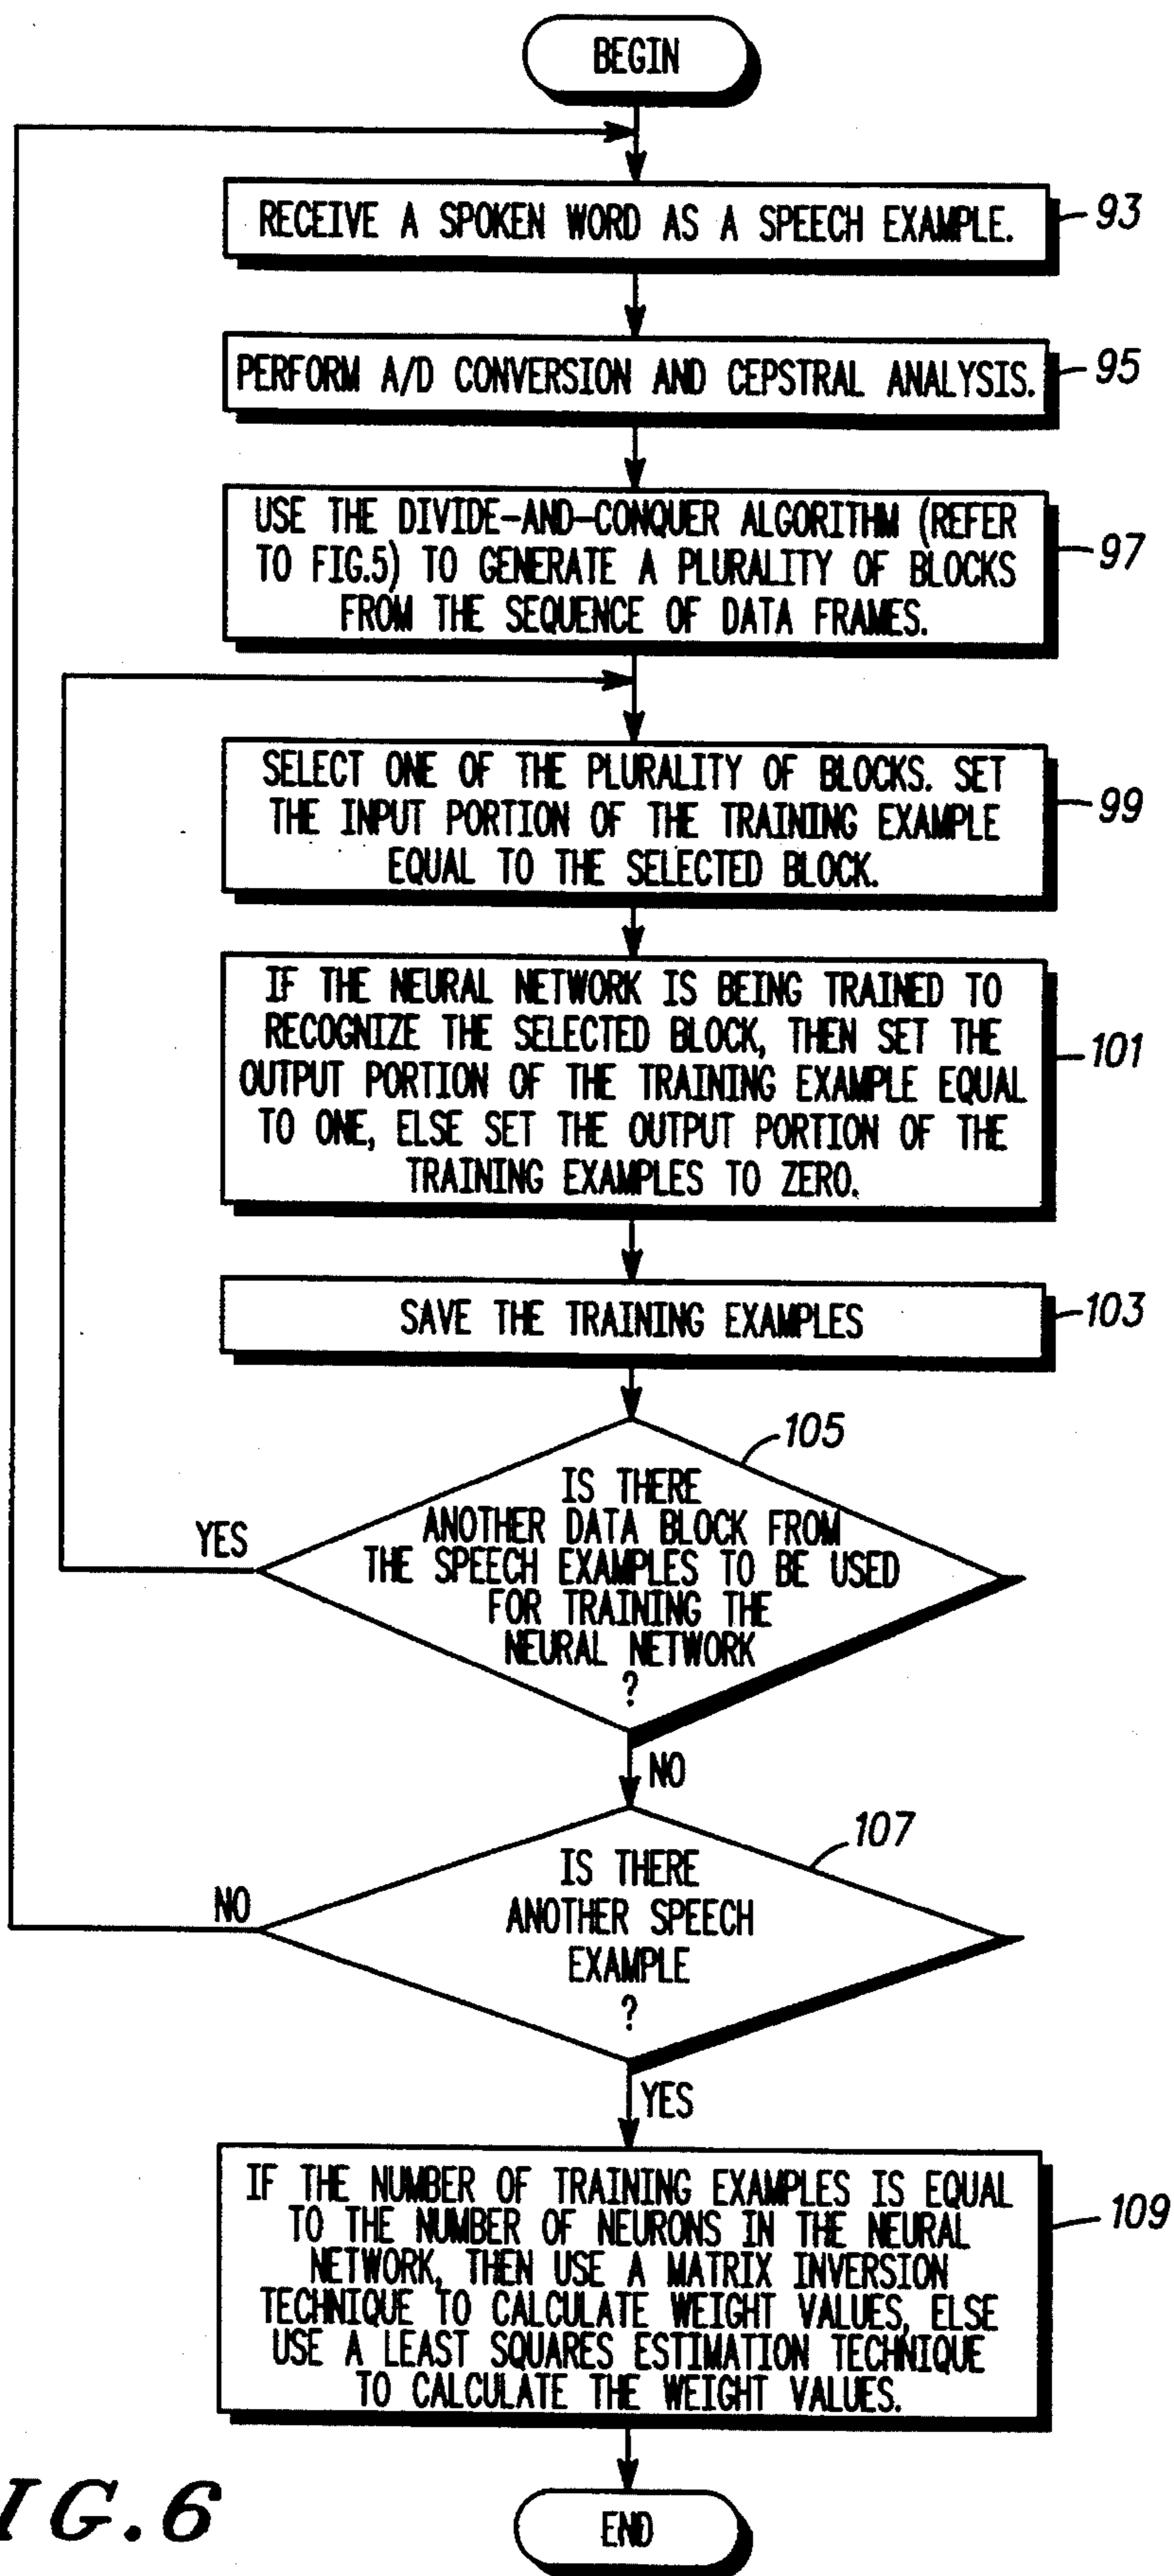 BEGIN
RECEIVE A SPOKEN WORD AS A SPEECH EXAMPLE.
93
PERFORM A/D CONVERSION AND CEPSTRAL ANALYSIS.
95
USE THE DIVIDE-AND-CONQUER ALGORITHM (REFER
TO FIG.5) TO GENERATE A PLURALITY OF BLOCKS
FROM THE SEQUENCE OF DATA FRAMES.
97
SELECT ONE OF THE PLURALITY OF BLOCKS. SET
THE INPUT PORTION OF THE TRAINING EXAMPLE
EQUAL TO THE SELECTED BLOCK.
99
IF THE NEURAL NETWORK IS BEING TRAINED TO
RECOGNIZE THE SELECTED BLOCK, THEN SET THE
OUTPUT PORTION OF THE TRAINING EXAMPLE EQUAL
TO ONE, ELSE SET THE OUTPUT PORTION OF THE
TRAINING EXAMPLES TO ZERO.
101
SAVE THE TRAINING EXAMPLES
103
105
IS THERE
ANOTHER DATA BLOCK FROM
THE SPEECH EXAMPLES TO BE USED
FOR TRAINING THE
NEURAL NETWORK
?
YES
NO
107
IS THERE
ANOTHER SPEECH
EXAMPLE
?
NO
YES
IF THE NUMBER OF TRAINING EXAMPLES IS EQUAL
TO THE NUMBER OF NEURONS IN THE NEURAL
NETWORK, THEN USE A MATRIX INVERSION
TECHNIQUE TO CALCULATE WEIGHT VALUES, ELSE
USE A LEAST SQUARES ESTIMATION TECHNIQUE
TO CALCULATE THE WEIGHT VALUES.
109
END
IG.6